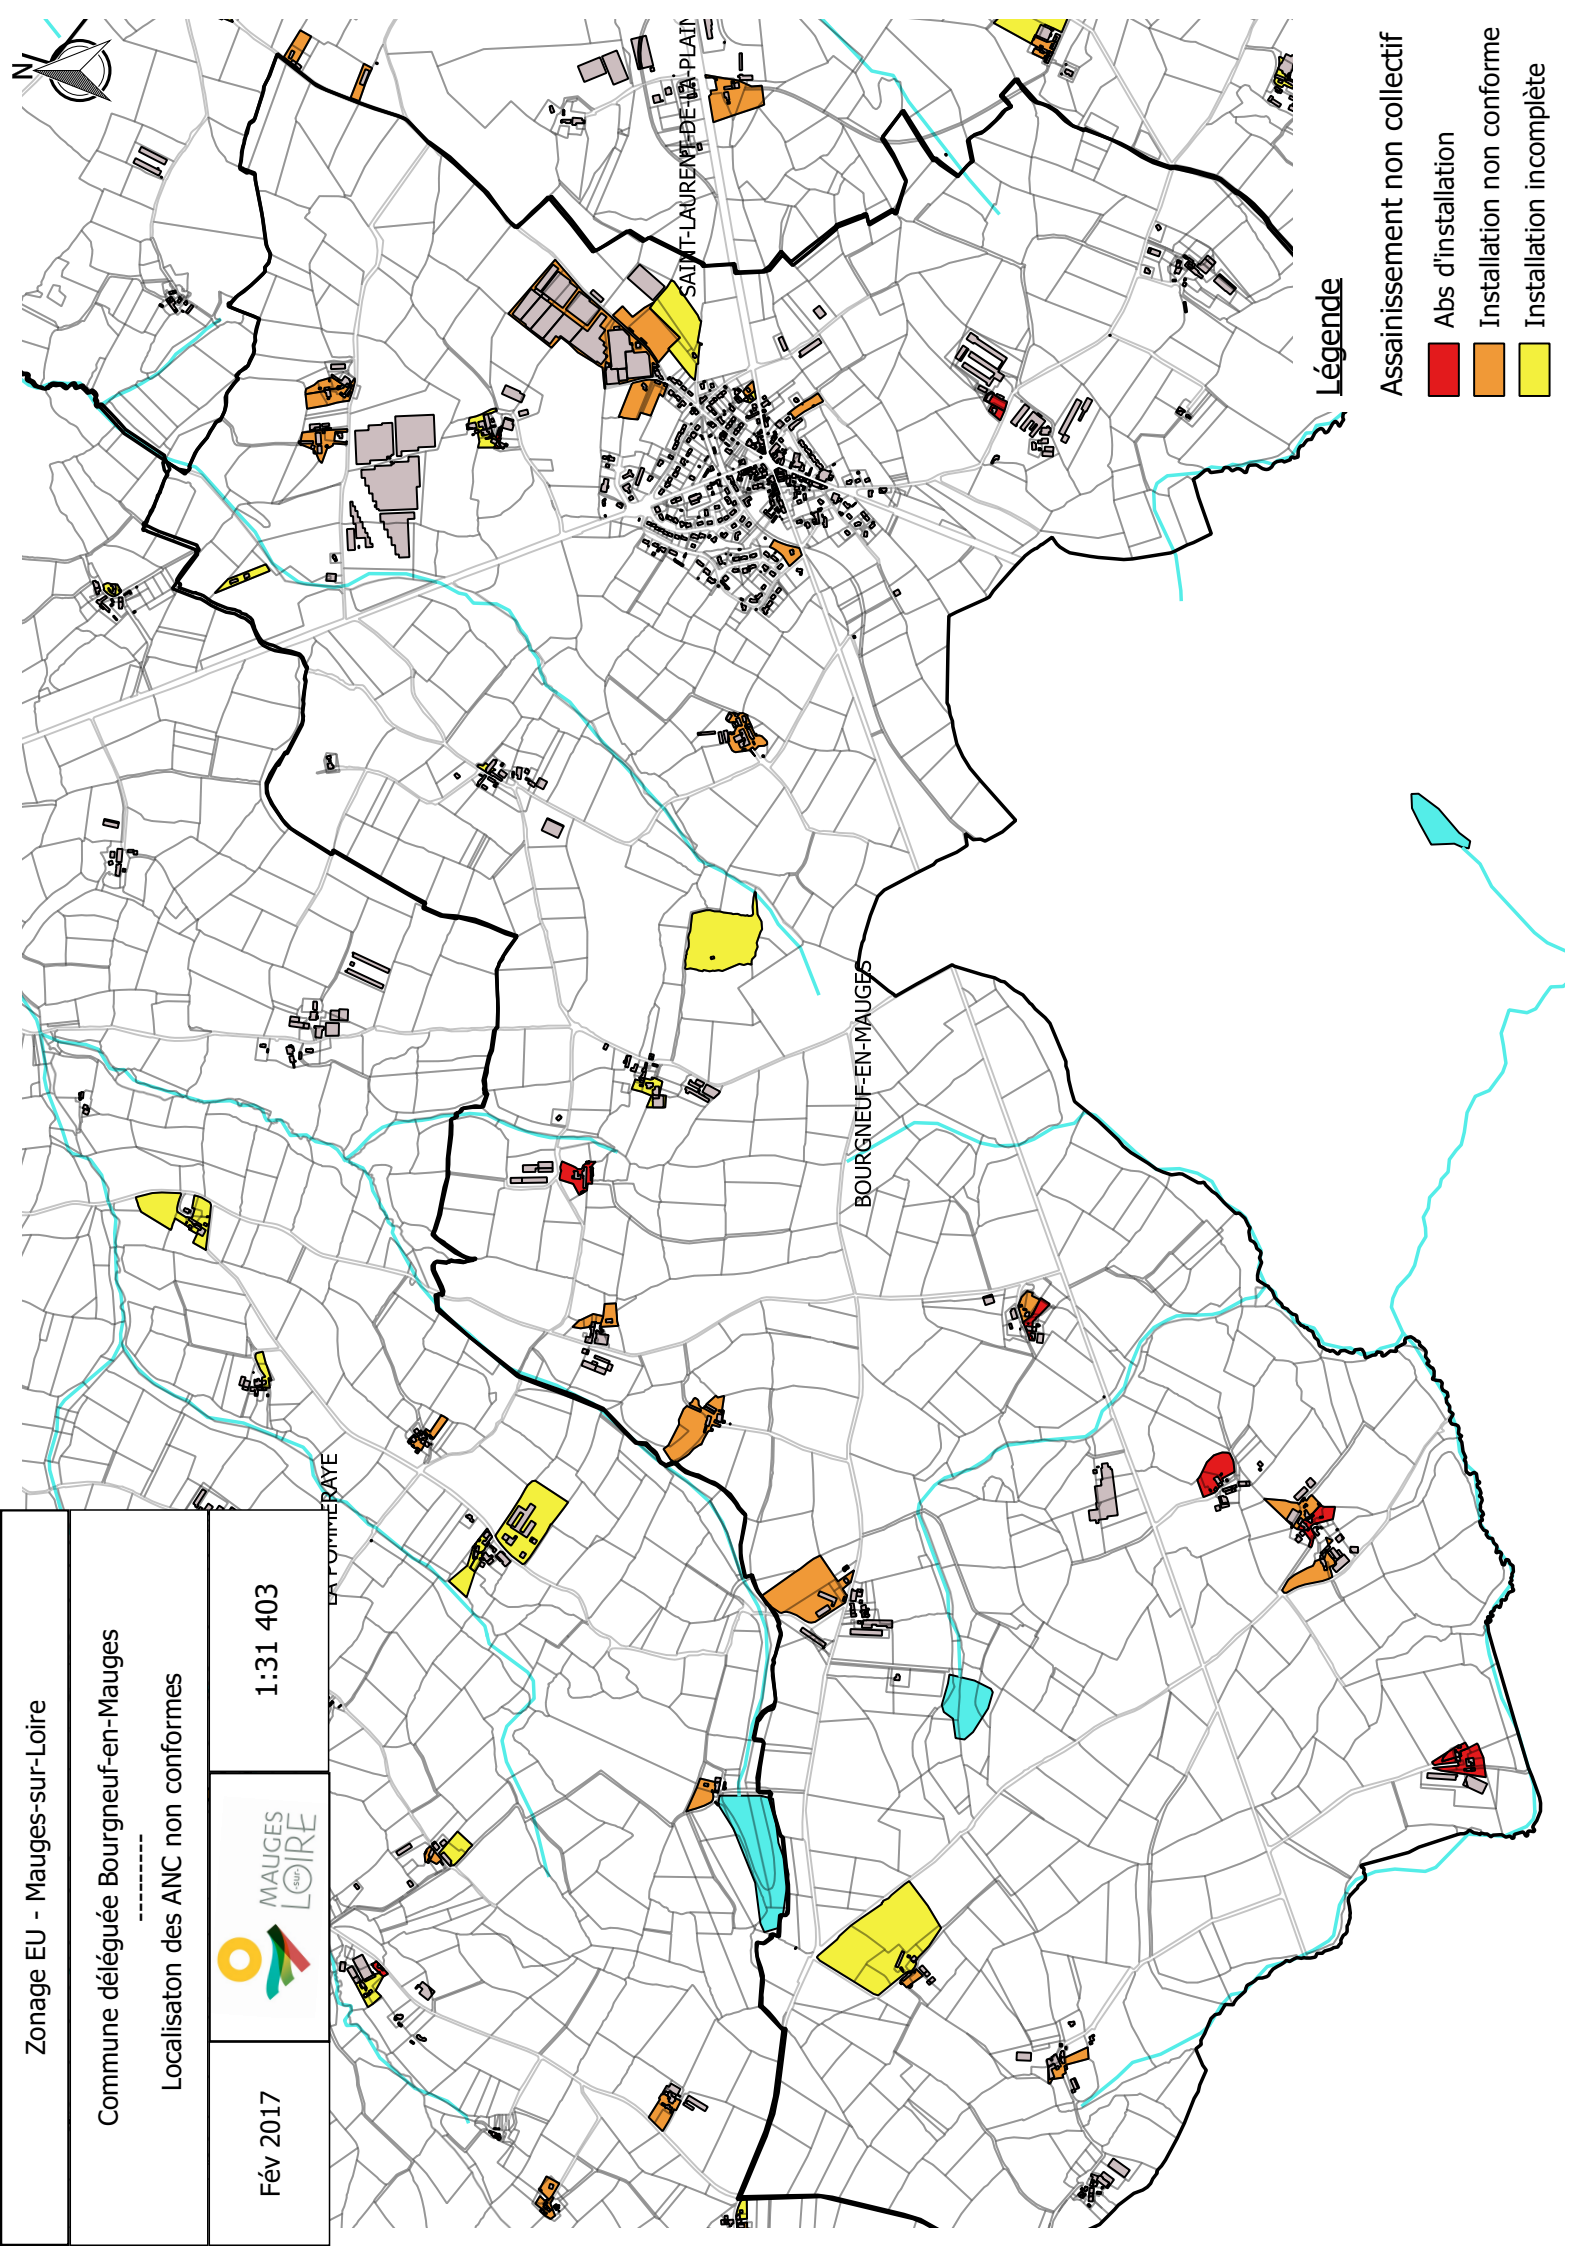 Zonage EU - Mauges-sur-Loire
Commune déléguée Bourgneuf-en-Mauges
----------
Localisaton des ANC non conformes
Fév 2017
MAUGES
-sur-
LOIRE
1:31 403
N
SAINT-LAURENT-DE-LA-PLAIN
BOURGNEUF-EN-MAUGES
LA POMMERAYE
Légende
Assainissement non collectif
Abs d'installation
Installation non conforme
Installation incomplète